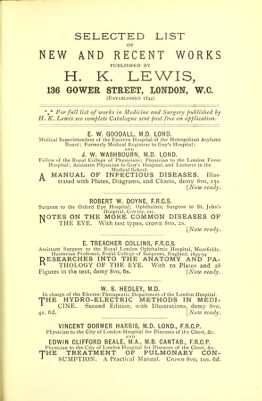 SELECTED LIST
OF
NEW AND RECENT WORKS
PUBLISHED BY
H. K. LEWIS,
136 GOWER STREET, LONDON, W.C.
(ESTABLISHED 1844).
*** For full list of works in Medicine and Surgery published by
H. K. Lewis see complete Catalogue sent post free on application.
E. W. GOODALL, M.D. LOND.
Medical Superintendent of the Eastern Hospital of the Metropolitan Asylums
Board; Formerly Medical Registrar to Guy's Hospital;
AND
J. W. WASHBOURN, M.D. LOND.
Fellow of the Royal College of Physicians; Physician to the London Fever
Hospital; Assistant Physician to Guy's Hospital, and Lecturer in the
Medical School.
A MANUAL OF INFECTIOUS DISEASES. Illus-
trated with Plates, Diagrams, and Charts, demy 8vo, 15s.
[Now ready.
ROBERT W. DOYNE, F.R.C.S.
Surgeon to the Oxford Eye Hospital; Ophthalmic Surgeon to St. John's
Hospital, Cowley, etc.
NOTES ON THE MORE COMMON DISEASES OF
THE EYE. With test types, crown 8vo, 2s.
[Now ready.
E. TREACHER COLLINS, F.R.C.S.
Assistant Surgeon to the Royal London Ophthalmic Hospital, Moorfields;
Hunterian Professor, Royal College of Surgeons, England, 1893-94
RESEARCHES INTO THE ANATOMY AND PA-
THOLOGY OF THE EYE. With 10 Plates and 28
Figures in the text, demy 8vo, 6s.
[Now ready.
W. S. HEDLEY, M.D.
In charge of the Electro-Therapeutic Department of the London Hospital.
THE HYDRO-ELECTRIC METHODS IN MEDI-
CINE. Second Edition, with Illustrations, demy 8vo,
4s. 6d.
[Now ready.
VINCENT DORMER HARRIS, M.D. LOND., F.R.C.P.
Physician to the City of London Hospital for Diseases of the Chest, &c.
AND
EDWIN CLIFFORD BEALE, M.A., M.B. CANTAB., F.R.C.P.
Physician to the City of London Hospital for Diseases of the Chest, &c.
THE TREATMENT OF PULMONARY CON-
SUMPTION. A Practical Manual. Crown 8vo, 10s. 6d.
[Now ready.